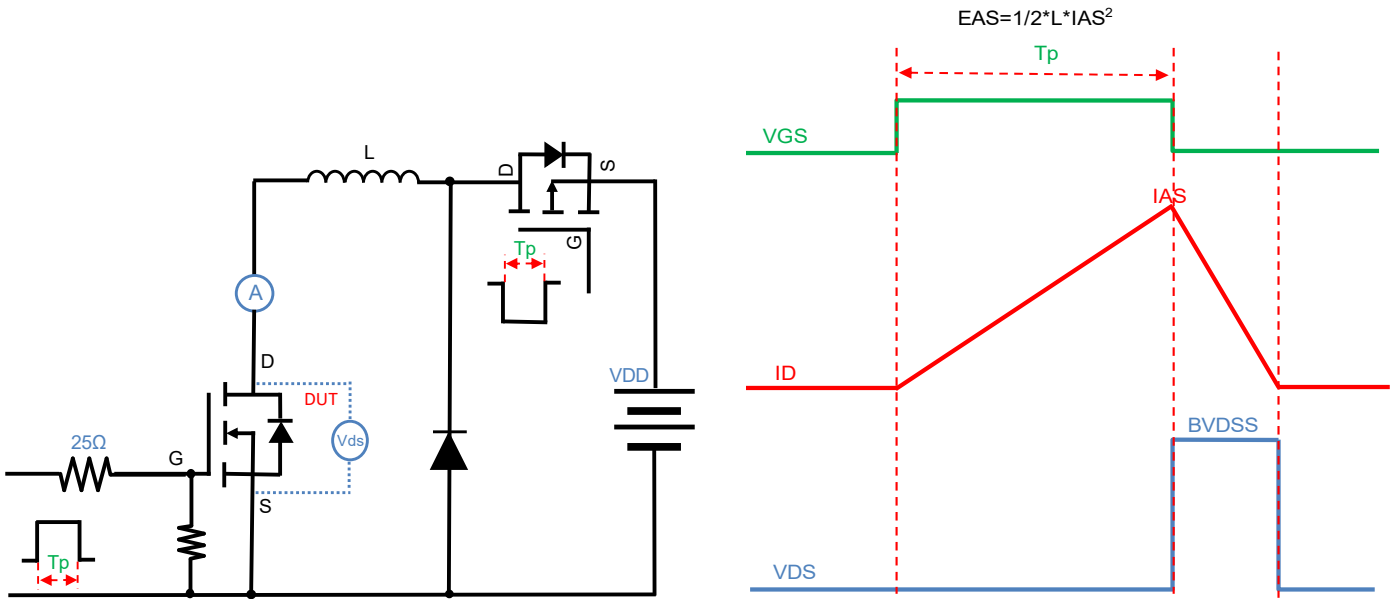 EAS=1/2*L*IAS²
Tp
VGS
L
D
S
G
Tp
IAS
A
D
ID
VDD
DUT
Vds
BVDSS
25Ω
G
S
Tp
VDS